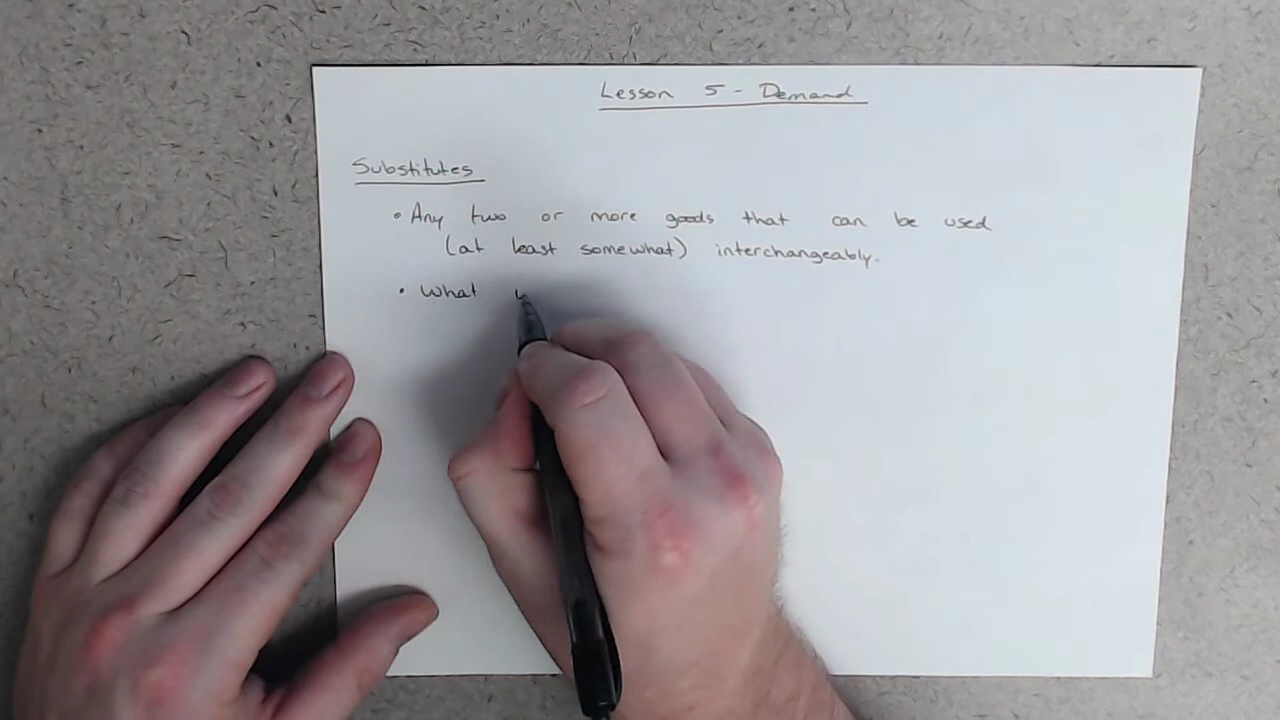 Lesson 5 - Demand
Substitutes
• Any two or more goods that can be used
(at least somewhat) interchangeably.
• What